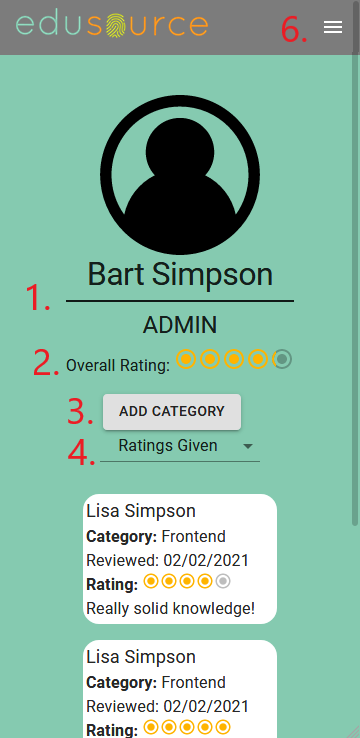 edusource
6.
Bart Simpson
1.
ADMIN
2. Overall Rating:
3. ADD CATEGORY
4. Ratings Given
Lisa Simpson
Category: Frontend
Reviewed: 02/02/2021
Rating:
Really solid knowledge!
Lisa Simpson
Category: Frontend
Reviewed: 02/02/2021
Rating: